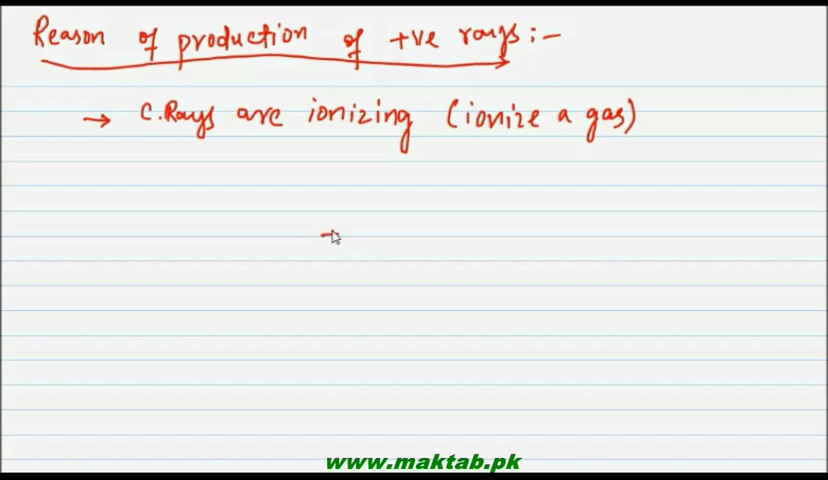 Reason of production of +ve rays:-
→ C.Rays are ionizing (ionize a gas)
www.maktab.pk